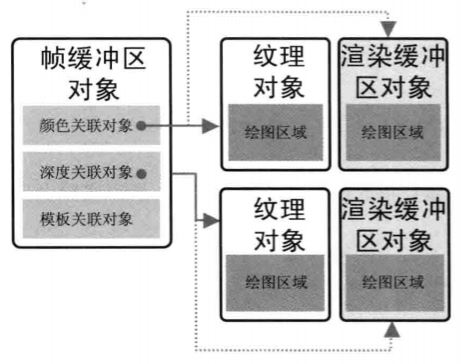 帧缓冲区
对象
颜色关联对象
深度关联对象
模板关联对象
纹理
对象
绘图区域
渲染缓冲
区对象
绘图区域
纹理
对象
绘图区域
渲染缓冲
区对象
绘图区域